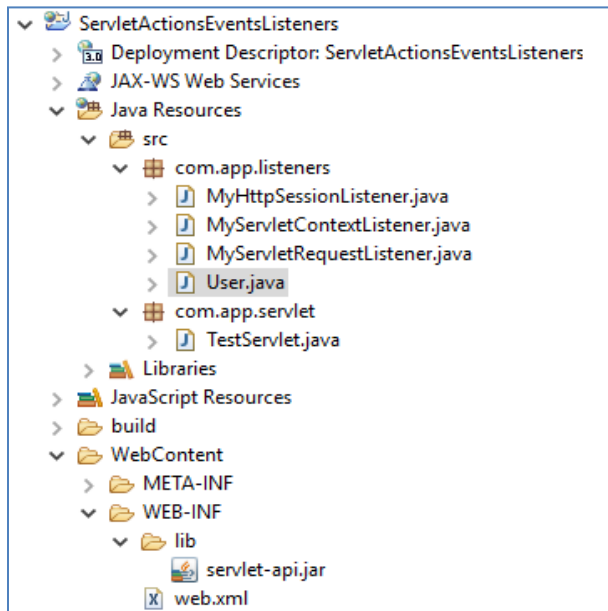 ServletActionsEventsListeners
3.0 Deployment Descriptor: ServletActionsEventsListeners
JAX-WS Web Services
Java Resources
src
com.app.listeners
J MyHttpSessionListener.java
J MyServletContextListener.java
J MyServletRequestListener.java
J User.java
com.app.servlet
J TestServlet.java
Libraries
JavaScript Resources
build
WebContent
META-INF
WEB-INF
lib
servlet-api.jar
X web.xml